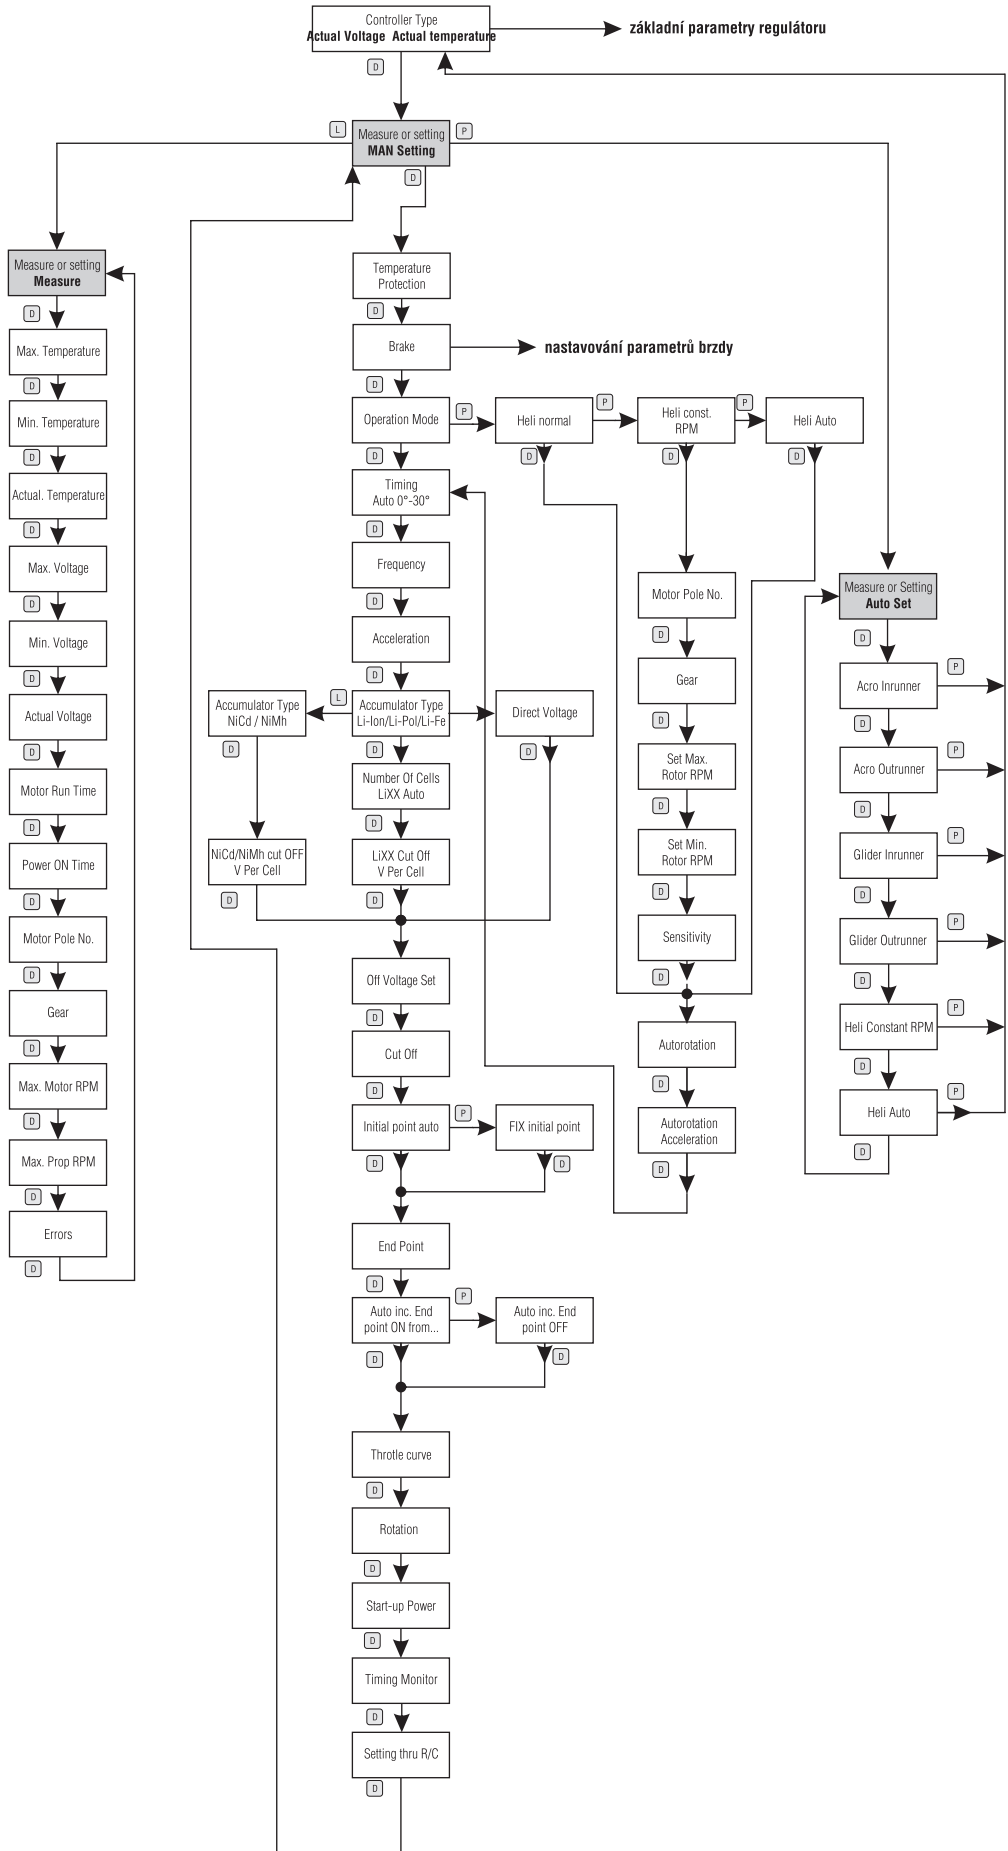 Controller Type
Actual Voltage Actual temperature
základní parametry regulátoru
D
L
Measure or setting
MAN Setting
P
D
Measure or setting
Measure
D
Max. Temperature
D
Min. Temperature
D
Actual. Temperature
D
Max. Voltage
D
Min. Voltage
D
Actual Voltage
D
Motor Run Time
D
Power ON Time
D
Motor Pole No.
D
Gear
D
Max. Motor RPM
D
Max. Prop RPM
D
Errors
D
Temperature
Protection
D
Brake
nastavování parametrů brzdy
D
Operation Mode
P
Heli normal
P
Heli const.
RPM
P
Heli Auto
D
D
D
D
Timing
Auto 0°-30°
D
Frequency
D
Acceleration
D
Accumulator Type
NiCd / NiMh
L
Accumulator Type
Li-Ion/Li-Pol/Li-Fe
Direct Voltage
D
D
D
Number Of Cells
LiXX Auto
D
NiCd/NiMh cut OFF
V Per Cell
LiXX Cut Off
V Per Cell
D
D
Off Voltage Set
D
Cut Off
D
Initial point auto
P
FIX initial point
D
D
End Point
D
Auto inc. End
point ON from...
P
Auto inc. End
point OFF
D
D
Throtle curve
D
Rotation
D
Start-up Power
D
Timing Monitor
D
Setting thru R/C
D
Motor Pole No.
D
Gear
D
Set Max.
Rotor RPM
D
Set Min.
Rotor RPM
D
Sensitivity
D
Autorotation
D
Autorotation
Acceleration
D
Measure or Setting
Auto Set
D
Acro Inrunner
P
D
Acro Outrunner
P
D
Glider Inrunner
P
D
Glider Outrunner
P
D
Heli Constant RPM
P
D
Heli Auto
P
D